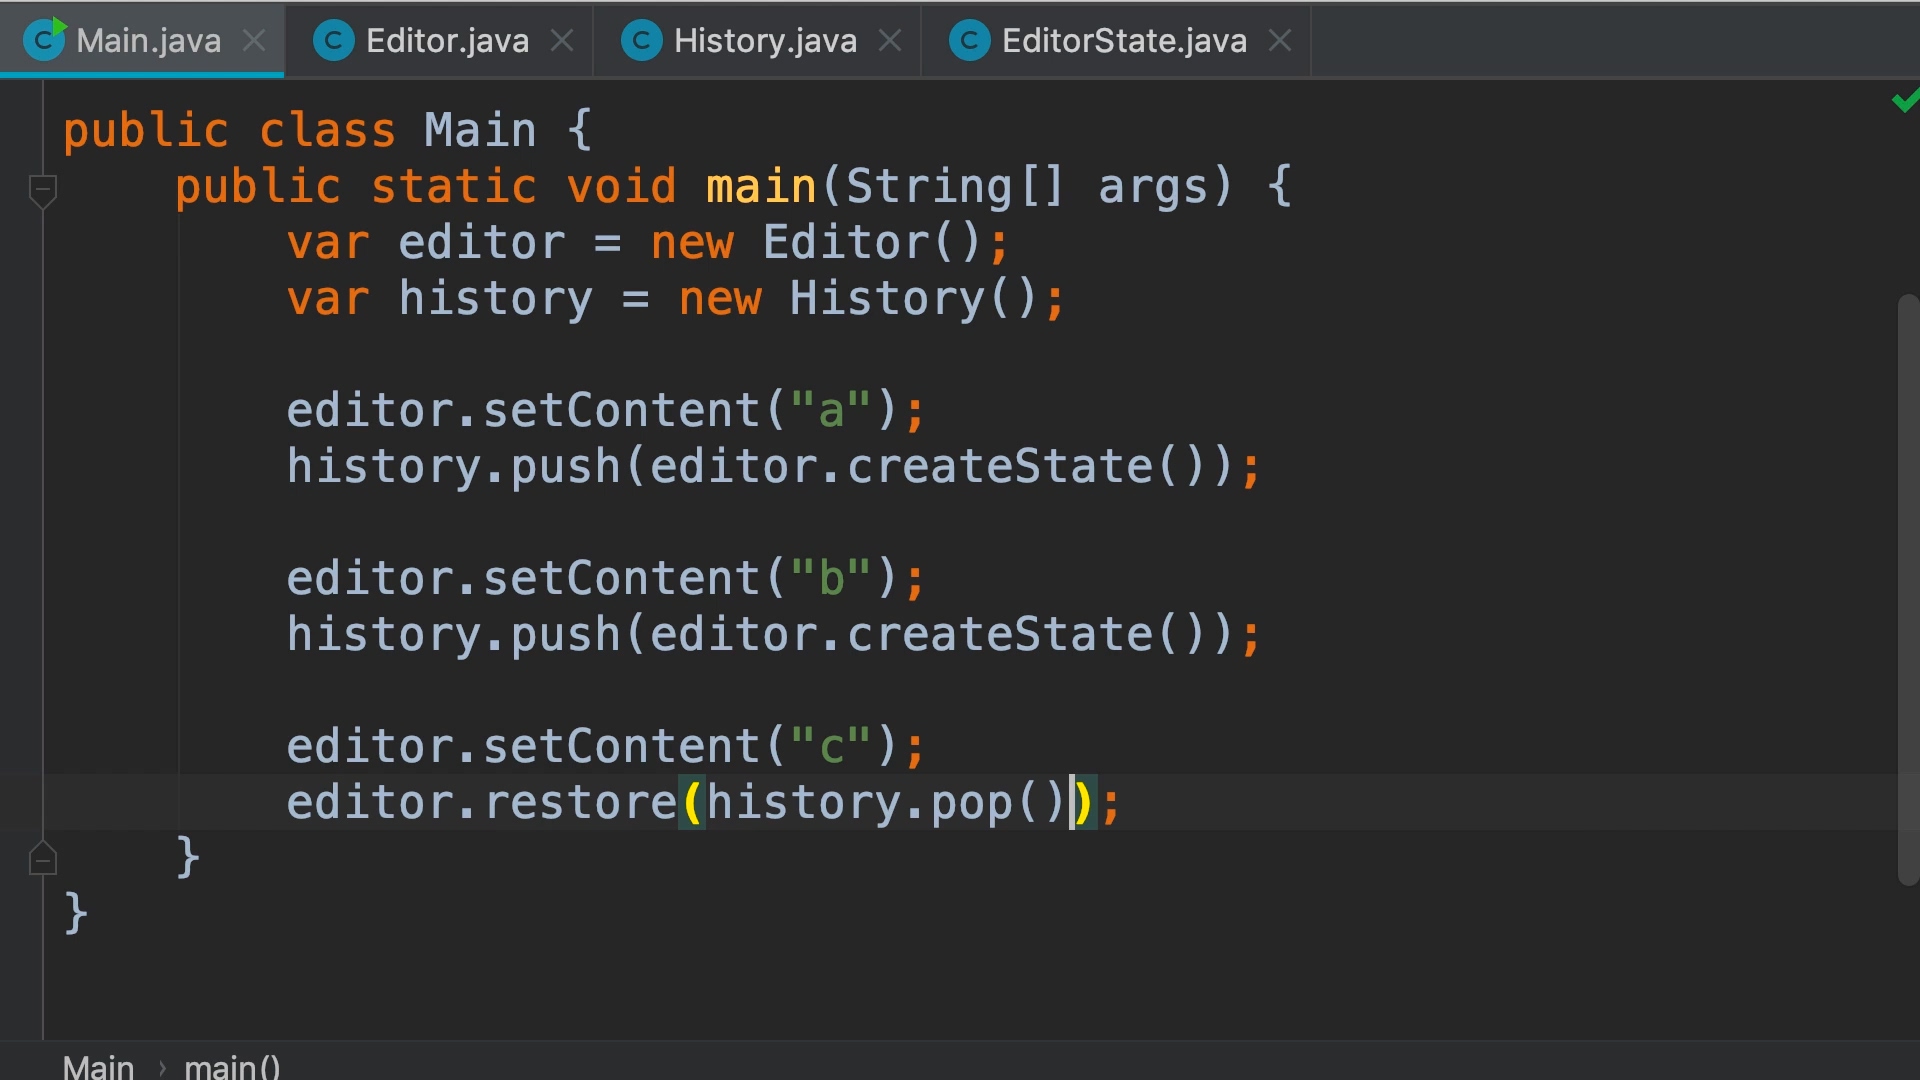 Main.java
Editor.java
History.java
EditorState.java
public class Main {
    public static void main(String[] args) {
        var editor = new Editor();
        var history = new History();

        editor.setContent("a");
        history.push(editor.createState());

        editor.setContent("b");
        history.push(editor.createState());

        editor.setContent("c");
        editor.restore(history.pop());
    }
}
Main › main()